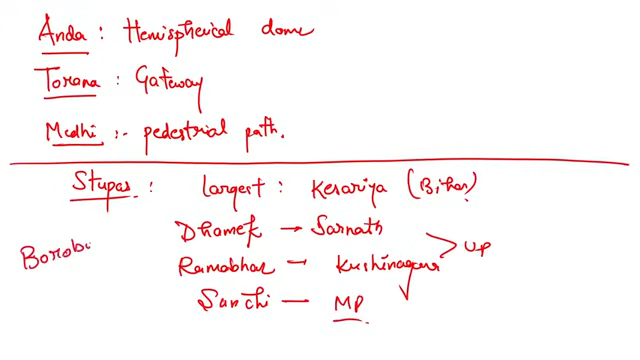 Anda : Hemispherical dome
Torana : Gateway
Medhi :- pedestrial path.
Stupas : largest : Kesariya (Bihar)
Dhamek → Sarnath
Borobu
Ramabhar – Kushinagar > UP
Sanchi — MP